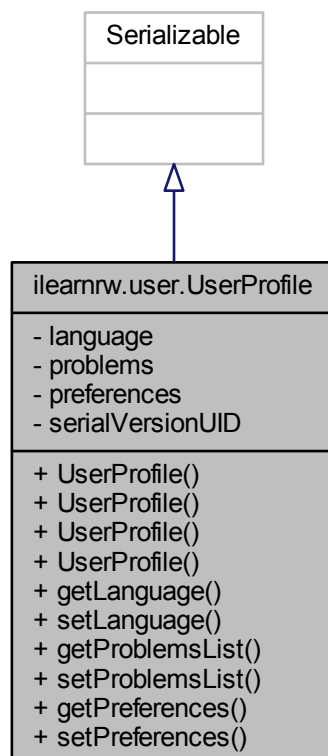 Serializable
ilearnrw.user.UserProfile
- language
- problems
- preferences
- serialVersionUID
+ UserProfile()
+ UserProfile()
+ UserProfile()
+ UserProfile()
+ getLanguage()
+ setLanguage()
+ getProblemsList()
+ setProblemsList()
+ getPreferences()
+ setPreferences()